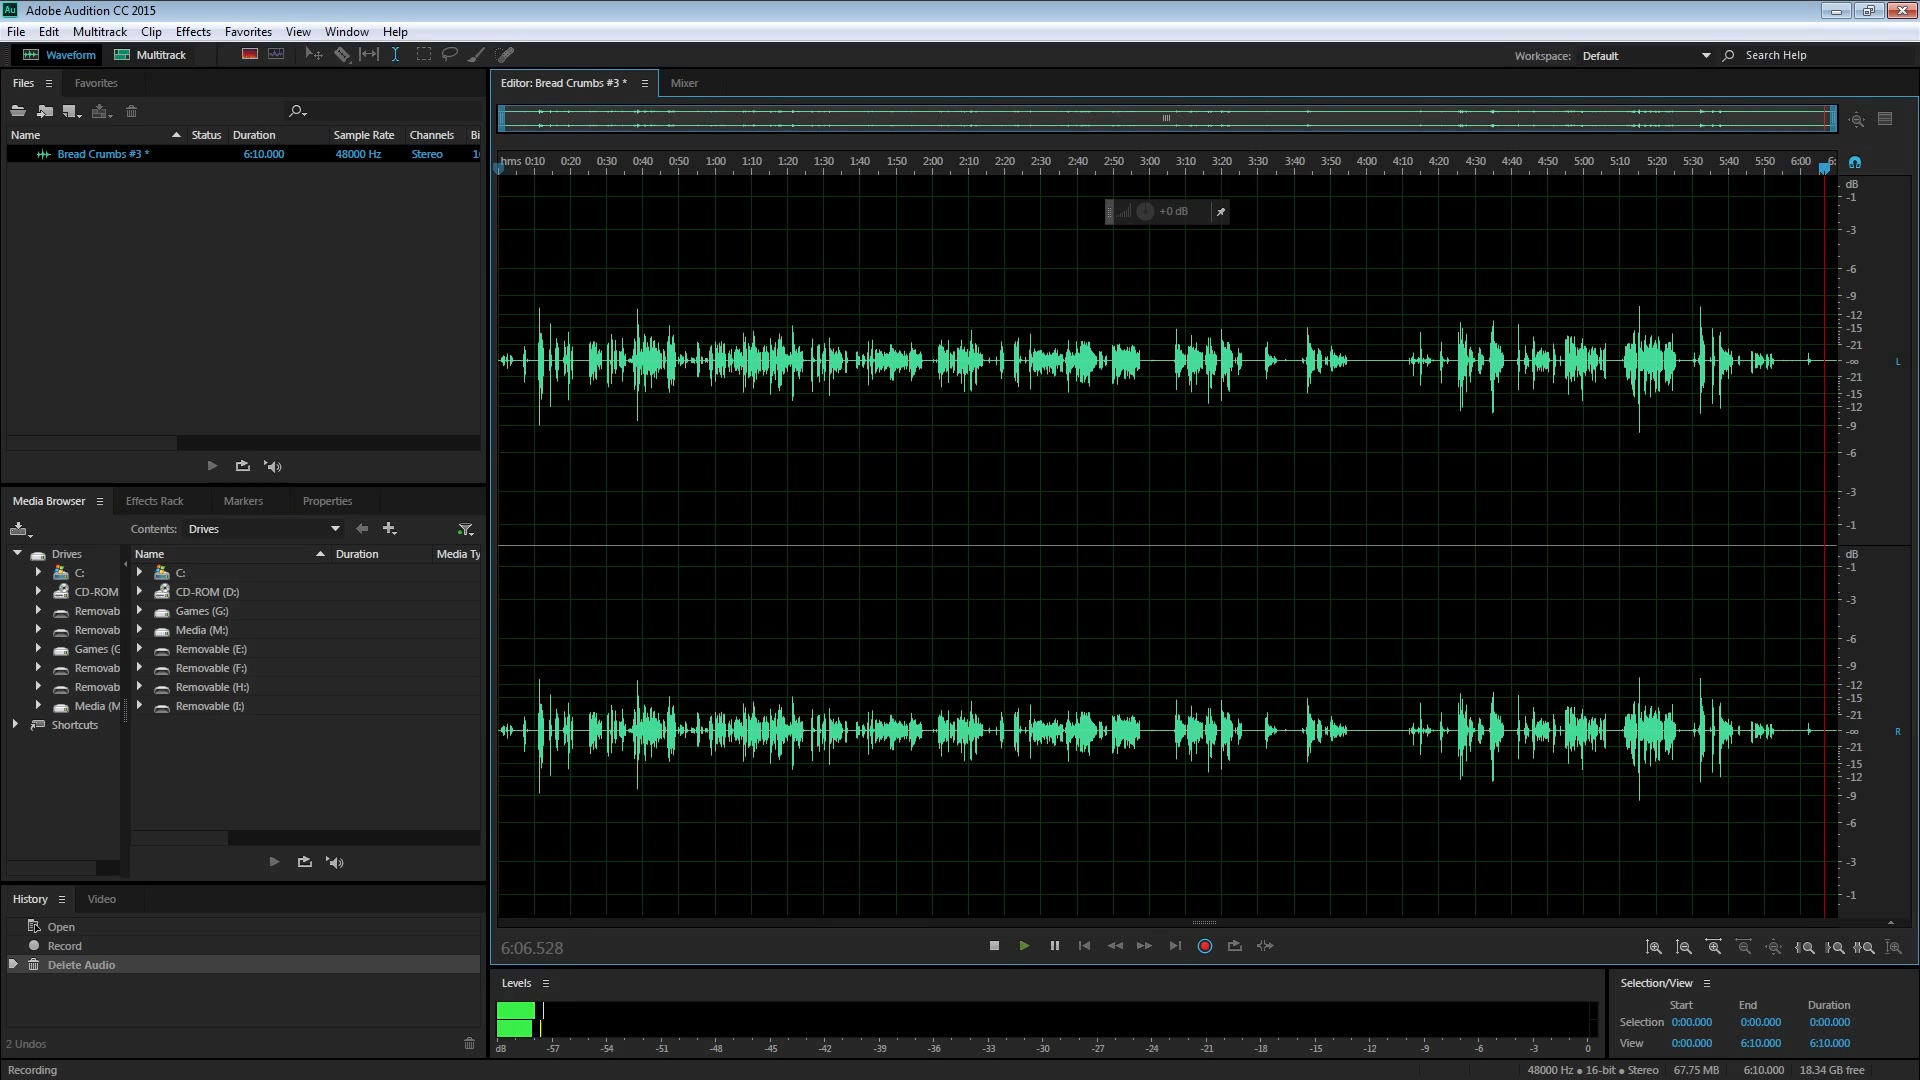 Au Adobe Audition CC 2015
File Edit Multitrack Clip Effects Favorites View Window Help
Waveform Multitrack Workspace: Default Search Help
Files Favorites
Name Status Duration Sample Rate Channels Bi
Bread Crumbs #3 * 6:10.000 48000 Hz Stereo 1
Editor: Bread Crumbs #3 * Mixer
hms 0:10 0:20 0:30 0:40 0:50 1:00 1:10 1:20 1:30 1:40 1:50 2:00 2:10 2:20 2:30 2:40 2:50 3:00 3:10 3:20 3:30 3:40 3:50 4:00 4:10 4:20 4:30 4:40 4:50 5:00 5:10 5:20 5:30 5:40 5:50 6:00 6:
+0 dB
dB
-1
-3
-6
-9
-12
-15
-21
-∞
L
-21
-15
-12
-9
-6
-3
-1
dB
-1
-3
-6
-9
-12
-15
-21
-∞
R
-21
-15
-12
-9
-6
-3
-1
Media Browser Effects Rack Markers Properties
Contents: Drives
Drives
C:
CD-ROM
Removab
Removab
Games (G
Removab
Removab
Media (M
Shortcuts
Name Duration Media Ty
C:
CD-ROM (D:)
Games (G:)
Media (M:)
Removable (E:)
Removable (F:)
Removable (H:)
Removable (I:)
History Video
Open
Record
Delete Audio
2 Undos
6:06.528
Levels
dB -57 -54 -51 -48 -45 -42 -39 -36 -33 -30 -27 -24 -21 -18 -15 -12 -9 -6 -3 0
Selection/View
Start End Duration
Selection 0:00.000 0:00.000 0:00.000
View 0:00.000 6:10.000 6:10.000
Recording 48000 Hz • 16-bit • Stereo 67.75 MB 6:10.000 18.34 GB free